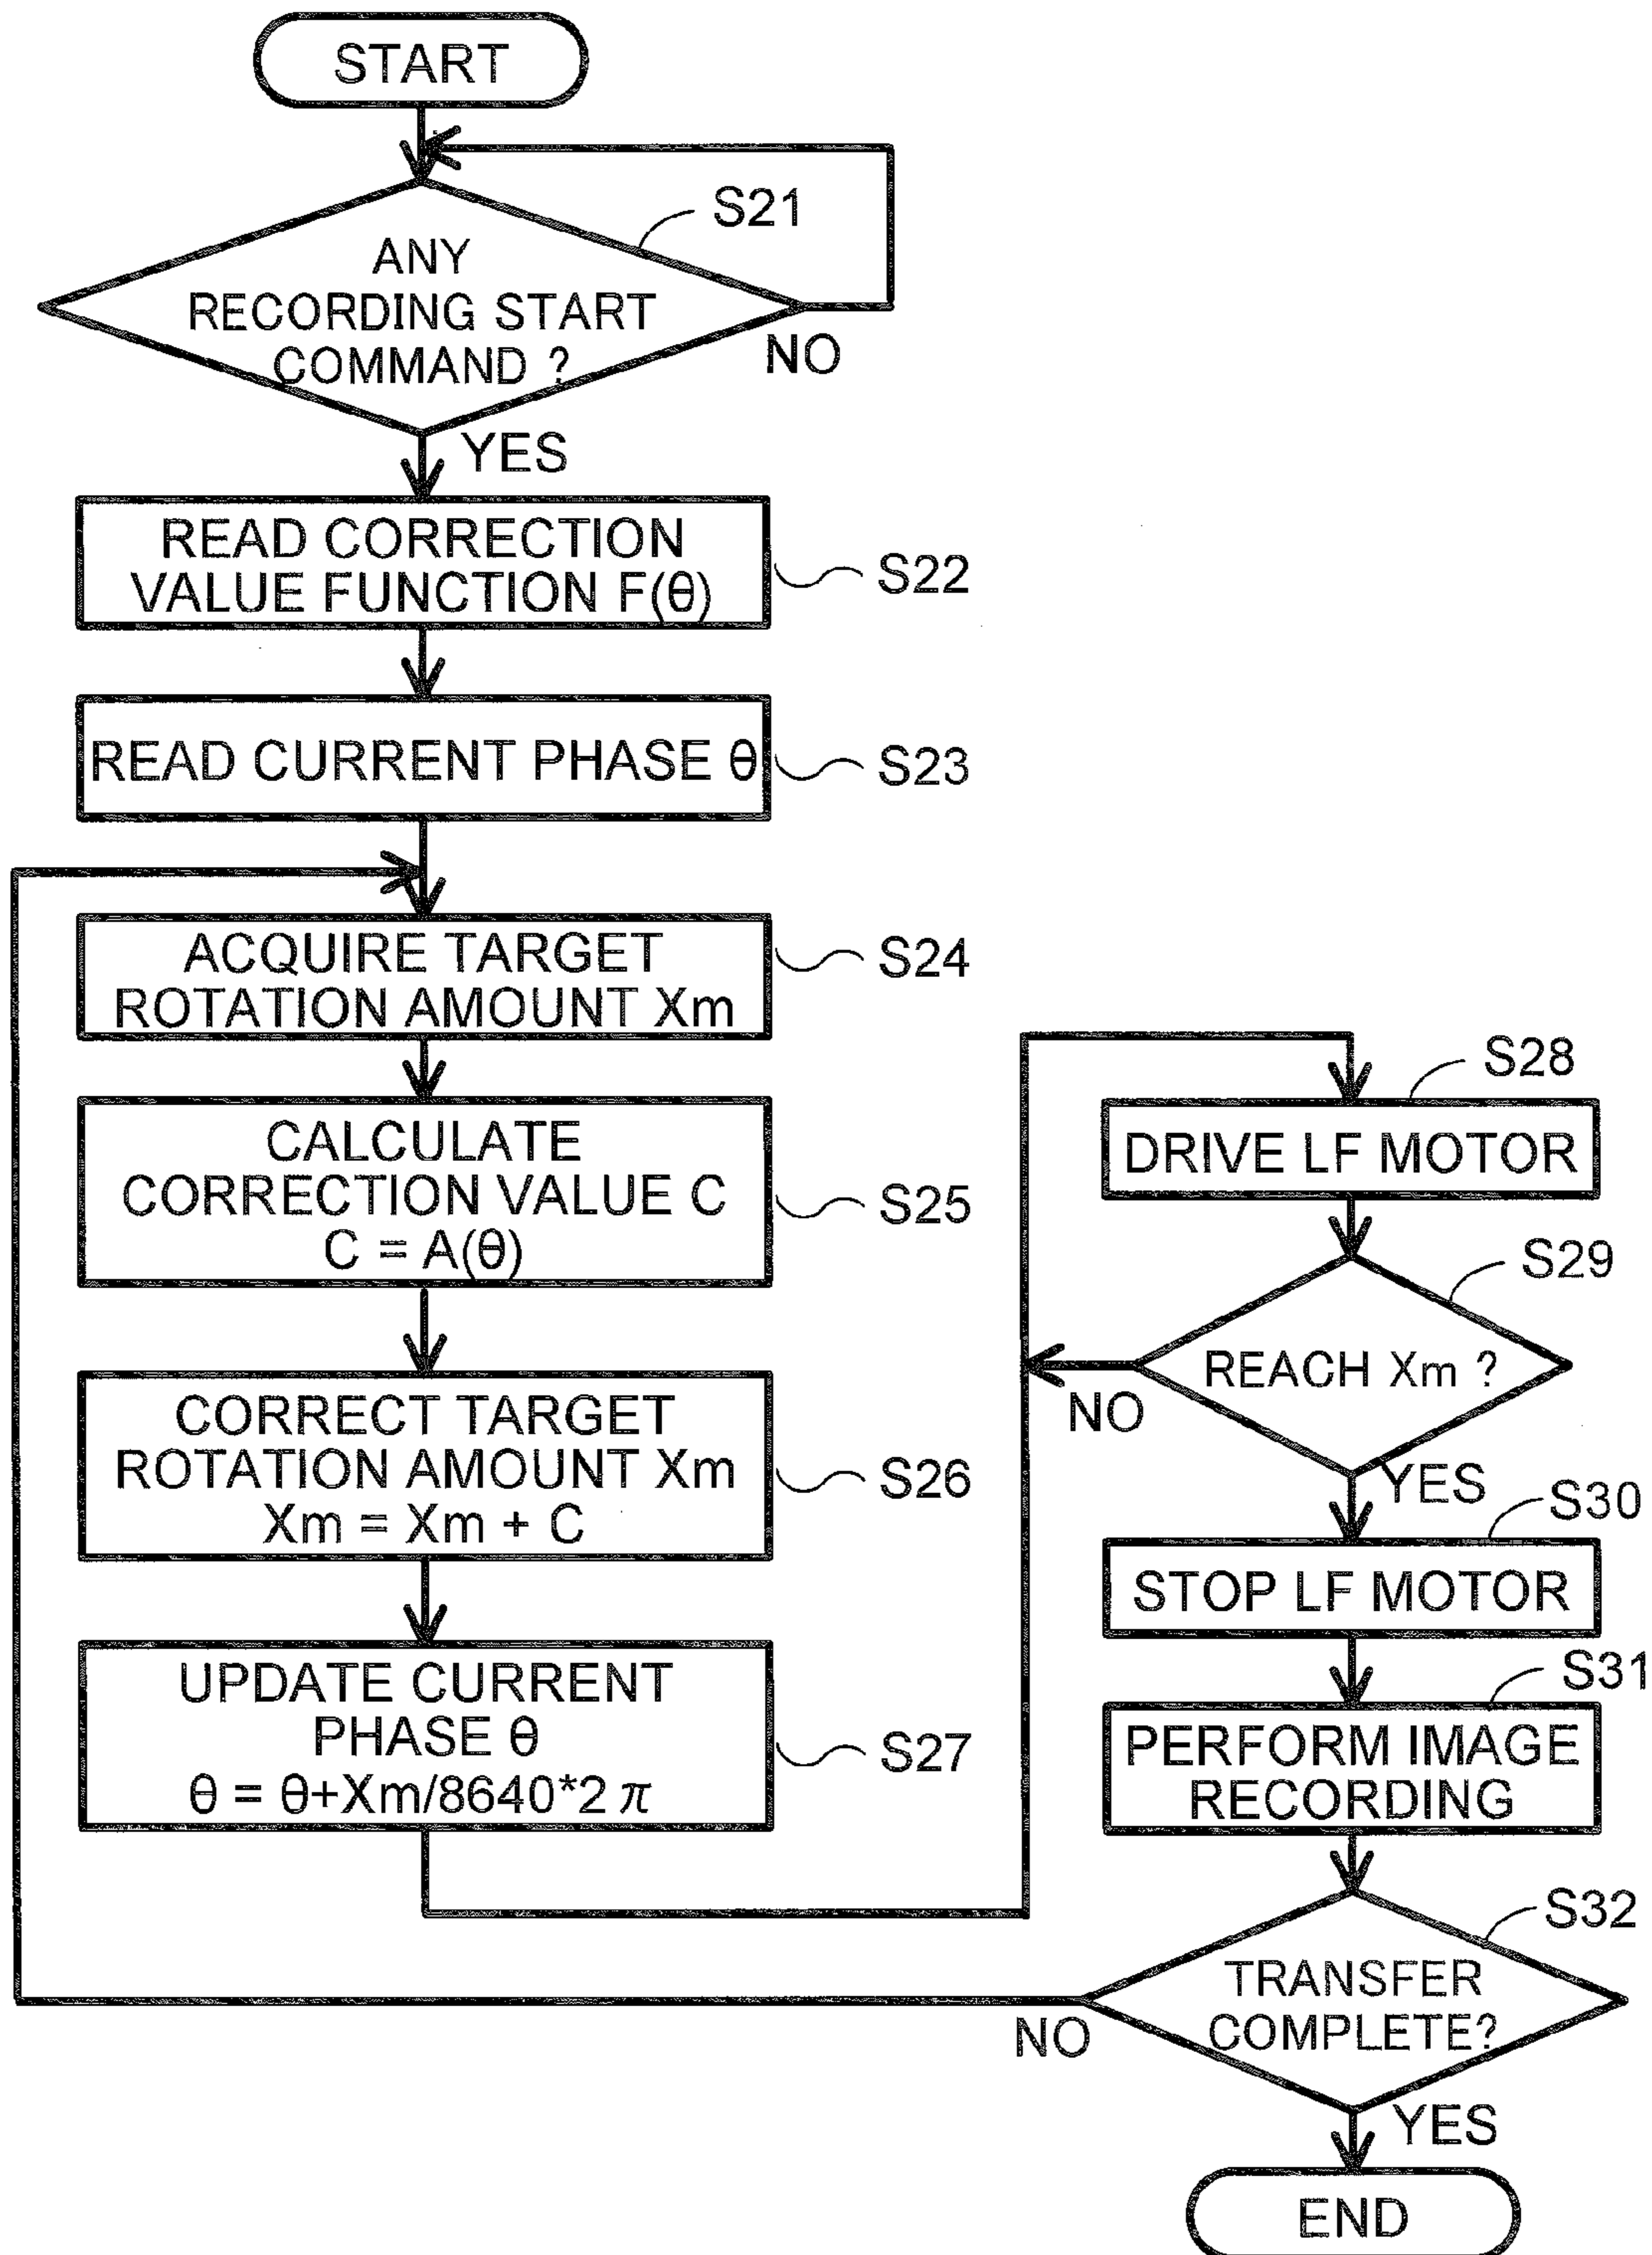 START
S21
ANY
RECORDING START
COMMAND ?
NO
YES
READ CORRECTION
VALUE FUNCTION F(θ)
S22
READ CURRENT PHASE θ
S23
ACQUIRE TARGET
ROTATION AMOUNT Xm
S24
CALCULATE
CORRECTION VALUE C
C = A(θ)
S25
CORRECT TARGET
ROTATION AMOUNT Xm
Xm = Xm + C
S26
UPDATE CURRENT
PHASE θ
θ = θ+Xm/8640*2 π
S27
S28
DRIVE LF MOTOR
S29
REACH Xm ?
NO
YES
S30
STOP LF MOTOR
S31
PERFORM IMAGE
RECORDING
S32
TRANSFER
COMPLETE?
NO
YES
END